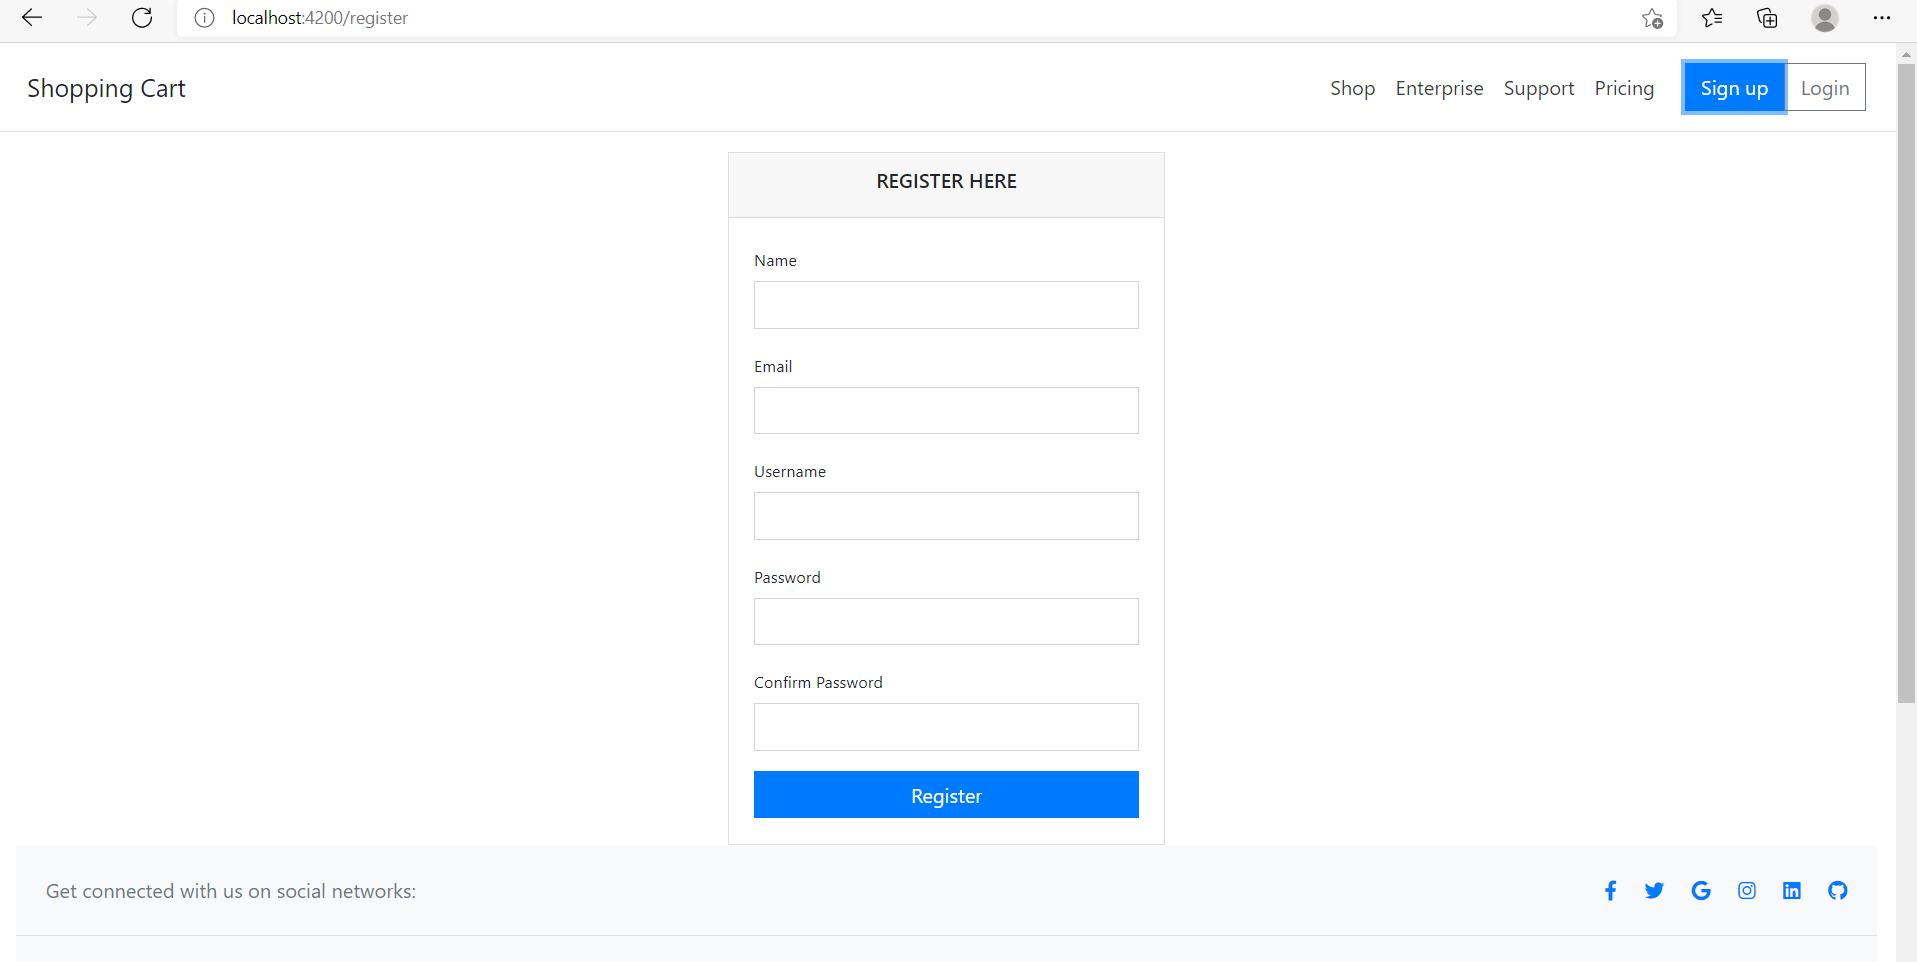 localhost:4200/register
Shopping Cart
Shop Enterprise Support Pricing Sign up Login
REGISTER HERE
Name
Email
Username
Password
Confirm Password
Register
Get connected with us on social networks: